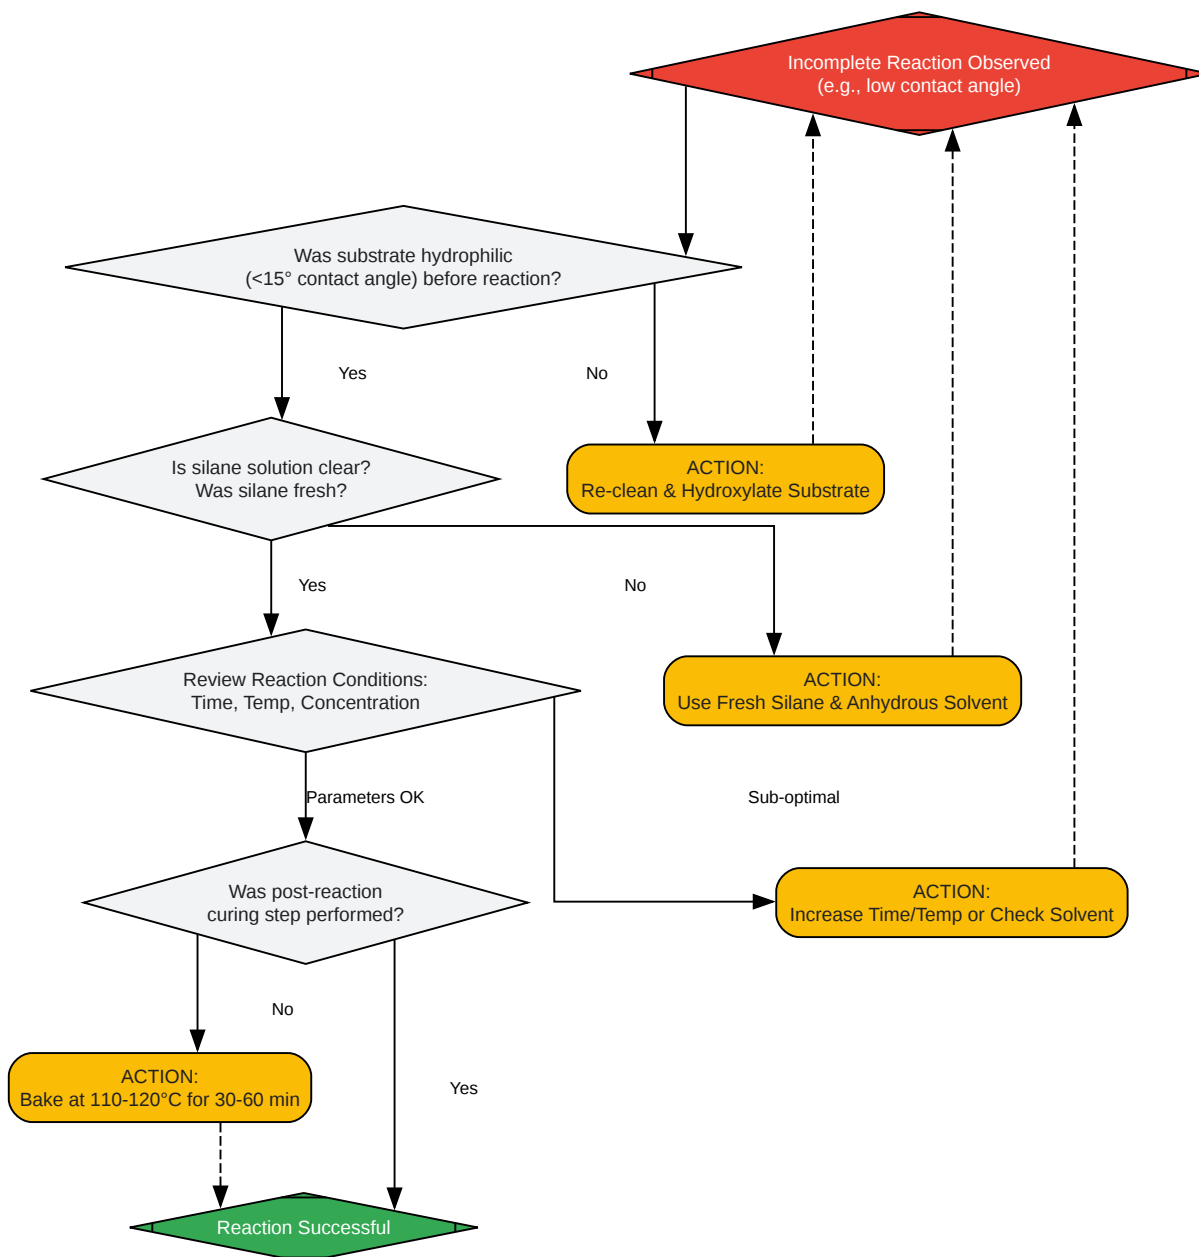 Incomplete Reaction Observed
(e.g., low contact angle)
Was substrate hydrophilic
(<15° contact angle) before reaction?
Yes
No
Is silane solution clear?
Was silane fresh?
ACTION:
Re-clean & Hydroxylate Substrate
Yes
No
Review Reaction Conditions:
Time, Temp, Concentration
ACTION:
Use Fresh Silane & Anhydrous Solvent
Parameters OK
Sub-optimal
Was post-reaction
curing step performed?
ACTION:
Increase Time/Temp or Check Solvent
No
ACTION:
Bake at 110-120°C for 30-60 min
Yes
Reaction Successful